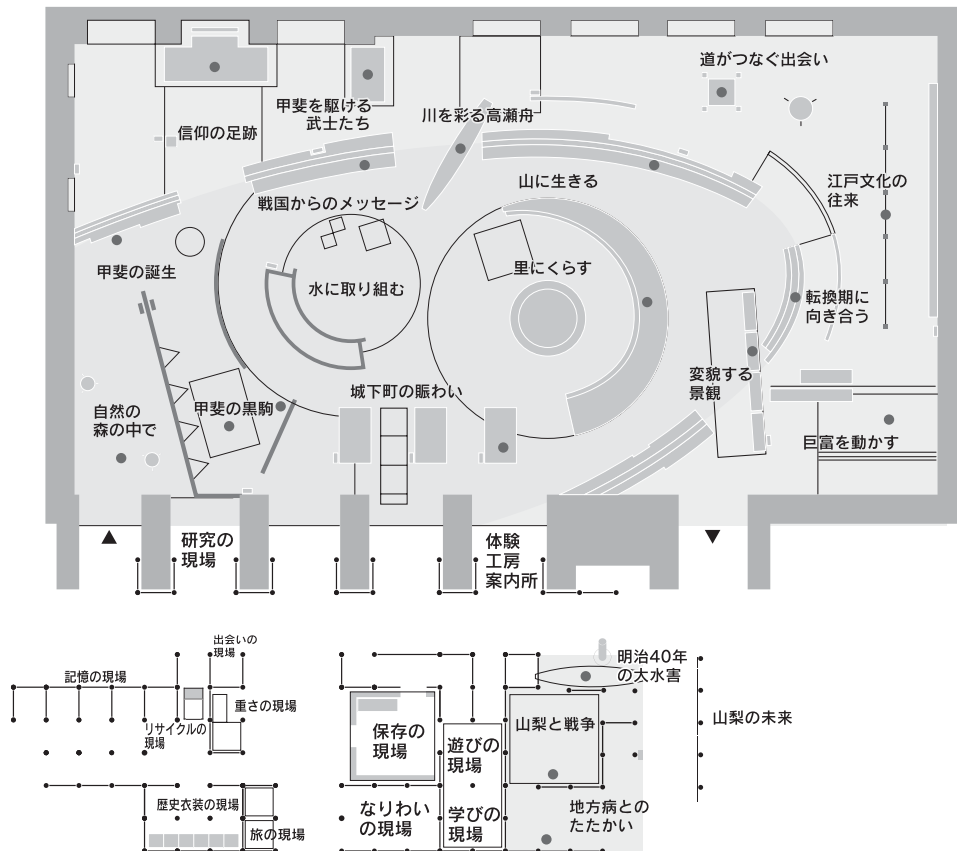 道がつなぐ出会い
甲斐を駆ける
武士たち
川を彩る高瀬舟
信仰の足跡
山に生きる
江戸文化の
往来
戦国からのメッセージ
甲斐の誕生
里にくらす
水に取り組む
転換期に
向き合う
変貌する
景観
城下町の賑わい
自然の
森の中で
甲斐の黒駒
巨富を動かす
研究の
現場
体験
工房
案内所
出会いの
現場
記憶の現場
重さの現場
リサイクルの
現場
歴史衣装の現場
旅の現場
明治40年
の大水害
山梨と戦争
山梨の未来
保存の
現場
遊びの
現場
なりわい
の現場
学びの
現場
地方病との
たたかい